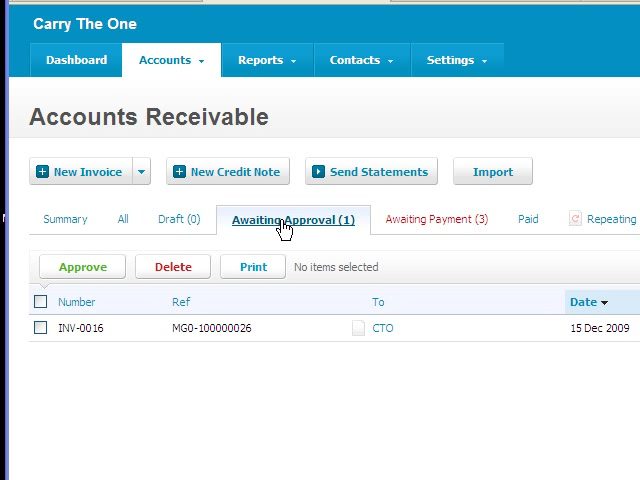 Carry The One
Dashboard Accounts Reports Contacts Settings
Accounts Receivable
New Invoice New Credit Note Send Statements Import
Summary All Draft (0) Awaiting Approval (1) Awaiting Payment (3) Paid Repeating
Approve Delete Print No items selected
Number Ref To Date
INV-0016 MG0-100000026 CTO 15 Dec 2009